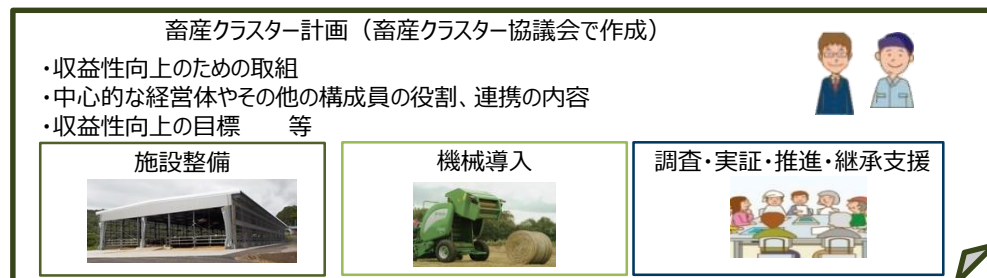 畜産クラスター計画（畜産クラスター協議会で作成）
・収益性向上のための取組
・中心的な経営体やその他の構成員の役割、連携の内容
・収益性向上の目標　　等
施設整備
機械導入
調査・実証・推進・継承支援